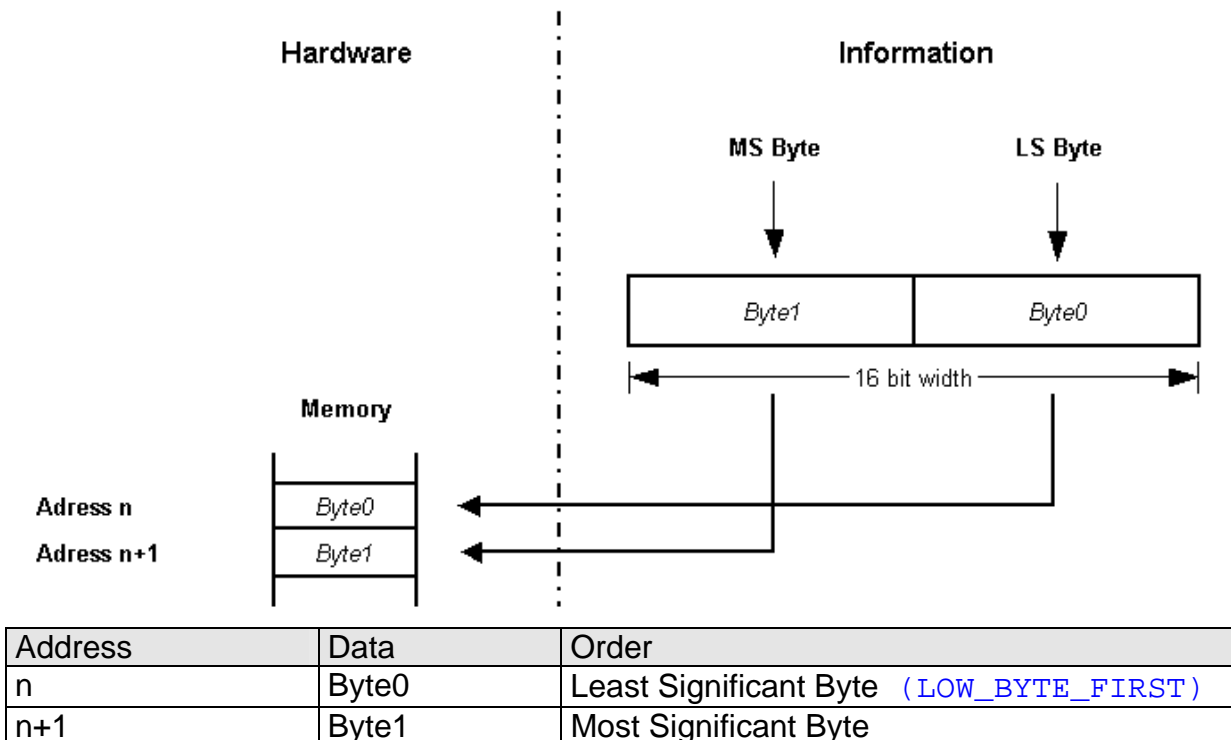 Hardware
Information
MS Byte
LS Byte
Byte1
Byte0
16 bit width
Memory
Adress n
Byte0
Adress n+1
Byte1
Address Data Order
n Byte0 Least Significant Byte (LOW_BYTE_FIRST)
n+1 Byte1 Most Significant Byte